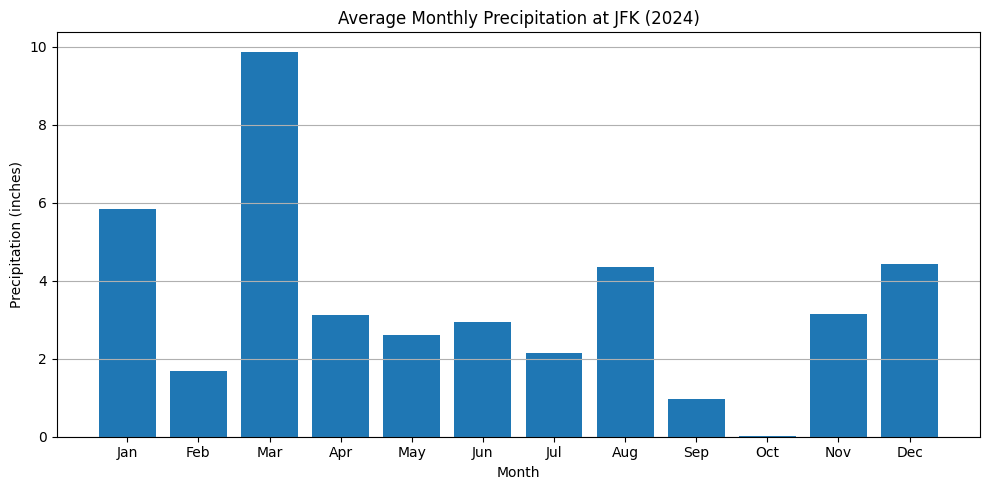 Average Monthly Precipitation at JFK (2024)
10
8
6
4
2
0
Precipitation (inches)
Jan Feb Mar Apr May Jun Jul Aug Sep Oct Nov Dec
Month